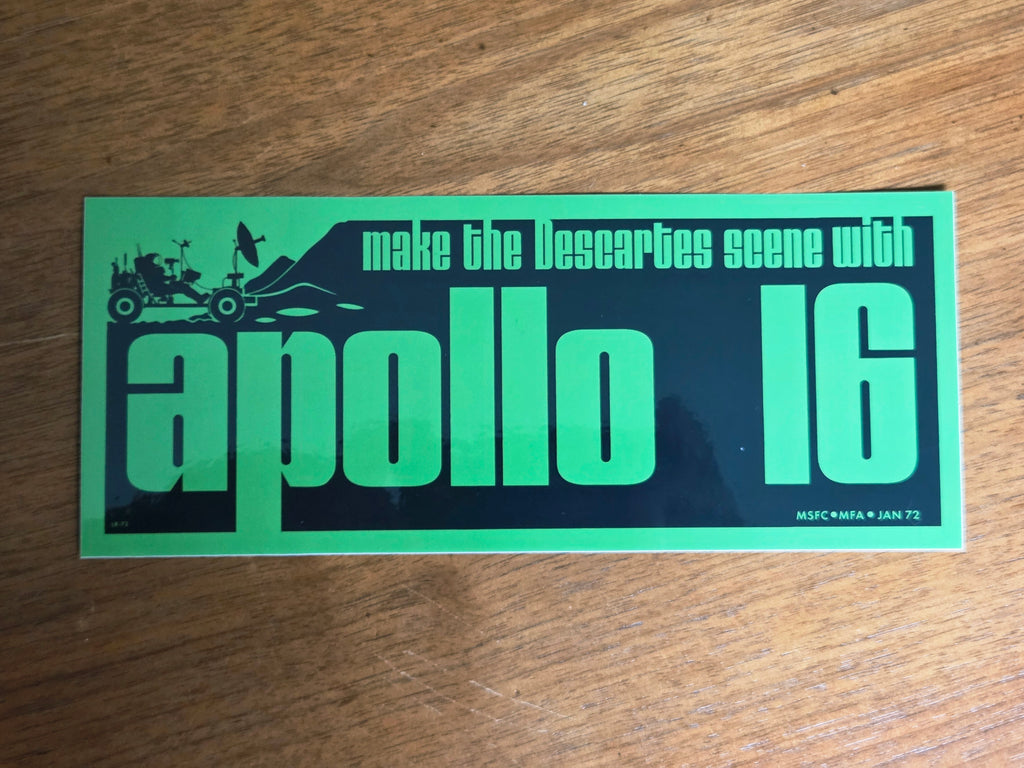 make the Descartes scene with
apollo 16
MSFC•MFA•JAN 72